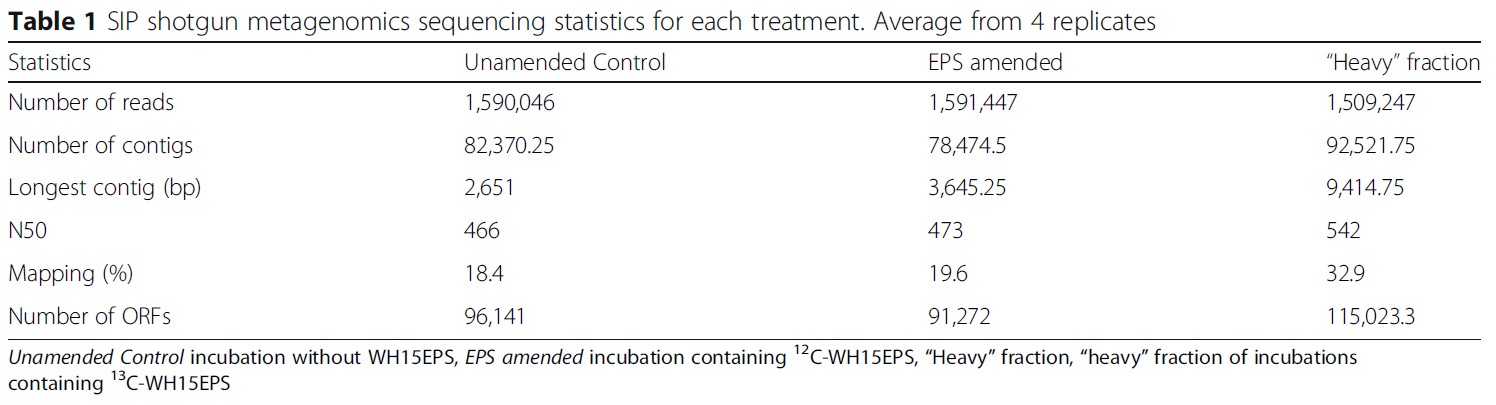 Table 1 SIP shotgun metagenomics sequencing statistics for each treatment. Average from 4 replicates
Statistics Unamended Control EPS amended “Heavy” fraction
Number of reads 1,590,046 1,591,447 1,509,247
Number of contigs 82,370.25 78,474.5 92,521.75
Longest contig (bp) 2,651 3,645.25 9,414.75
N50 466 473 542
Mapping (%) 18.4 19.6 32.9
Number of ORFs 96,141 91,272 115,023.3
Unamended Control incubation without WH15EPS, EPS amended incubation containing ¹²C-WH15EPS, “Heavy” fraction, “heavy” fraction of incubations
containing ¹³C-WH15EPS